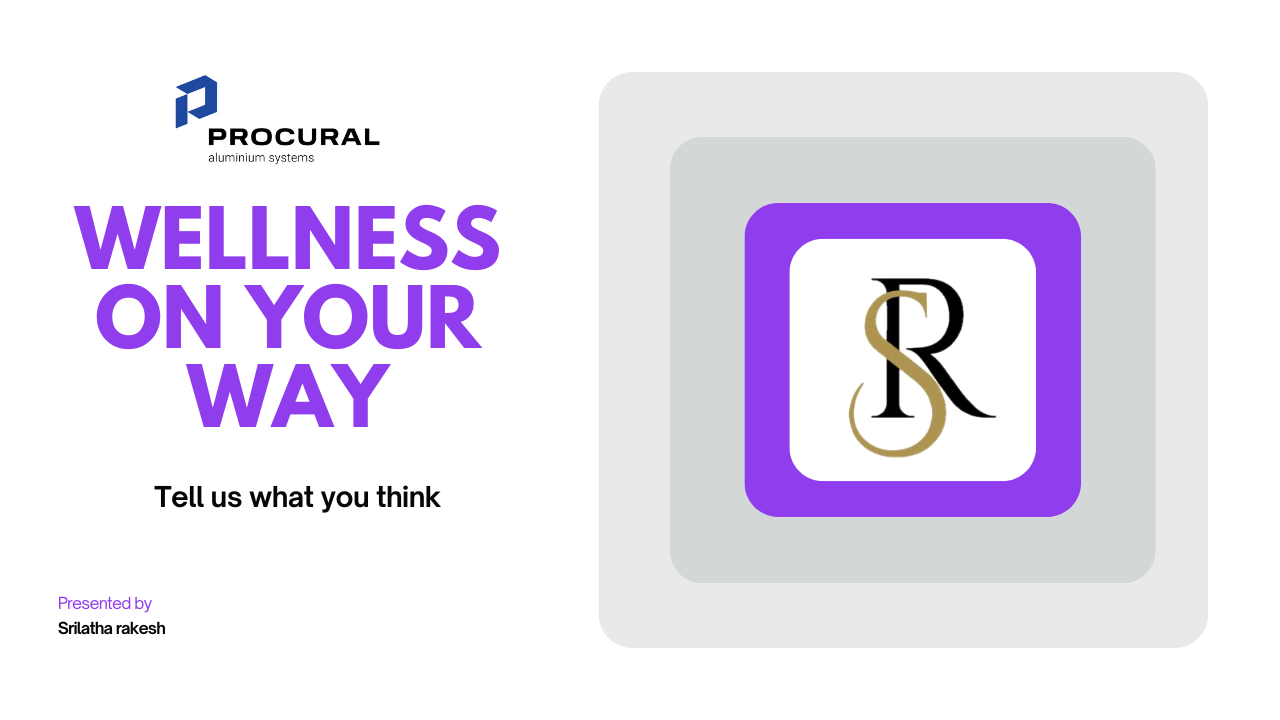 PROCURAL
aluminium systems
WELLNESS
ON YOUR
WAY
Tell us what you think
Presented by
Srilatha rakesh
SR